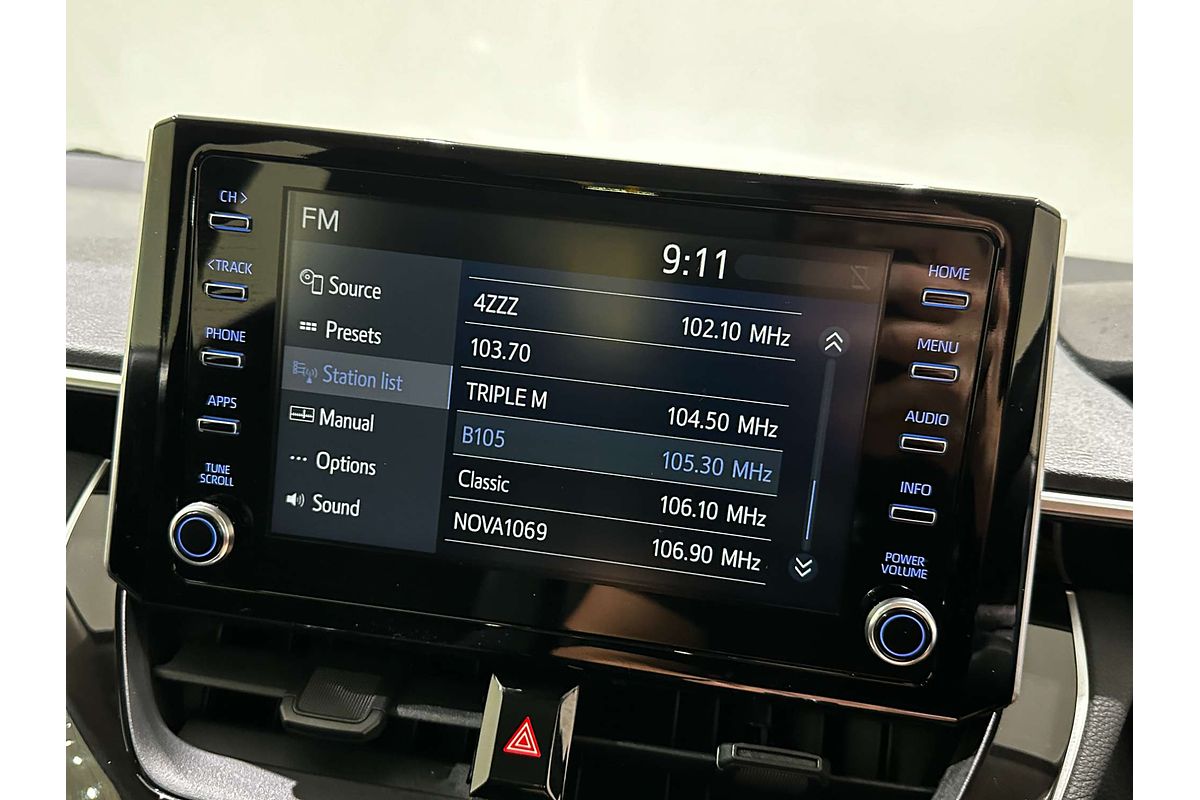 CH >
< TRACK
PHONE
APPS
TUNE
SCROLL
FM
9:11
Source
Presets
Station list
Manual
Options
Sound
4ZZZ 102.10 MHz
103.70
TRIPLE M 104.50 MHz
B105 105.30 MHz
Classic 106.10 MHz
NOVA1069 106.90 MHz
HOME
MENU
AUDIO
INFO
POWER
VOLUME